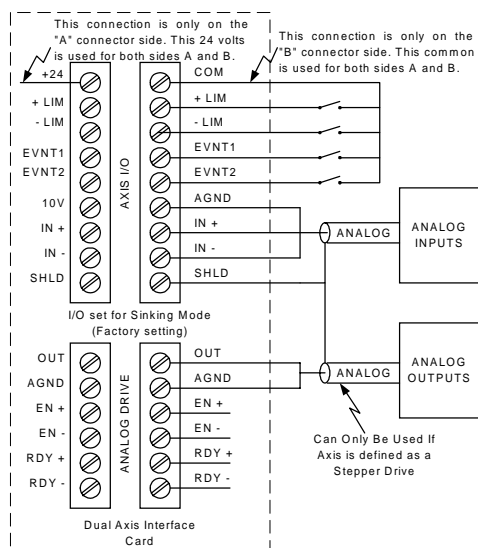 This connection is only on the
"A" connector side. This 24 volts
is used for both sides A and B.
This connection is only on the
"B" connector side. This common
is used for both sides A and B.
+24
+ LIM
- LIM
EVNT1
EVNT2
10V
IN +
IN -
SHLD
AXIS I/O
COM
+ LIM
- LIM
EVNT1
EVNT2
AGND
IN +
IN -
SHLD
ANALOG
ANALOG
INPUTS
I/O set for Sinking Mode
(Factory setting)
OUT
AGND
EN +
EN -
RDY +
RDY -
ANALOG DRIVE
OUT
AGND
EN +
EN -
RDY +
RDY -
ANALOG
ANALOG
OUTPUTS
Can Only Be Used If
Axis is defined as a
Stepper Drive
Dual Axis Interface
Card